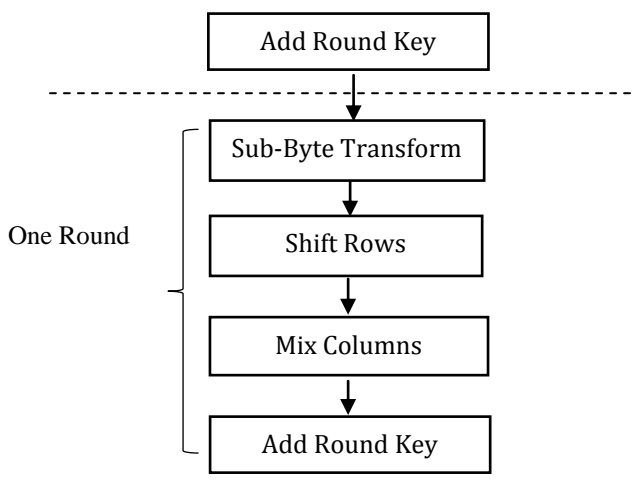 Add Round Key
Sub-Byte Transform
One Round
Shift Rows
Mix Columns
Add Round Key